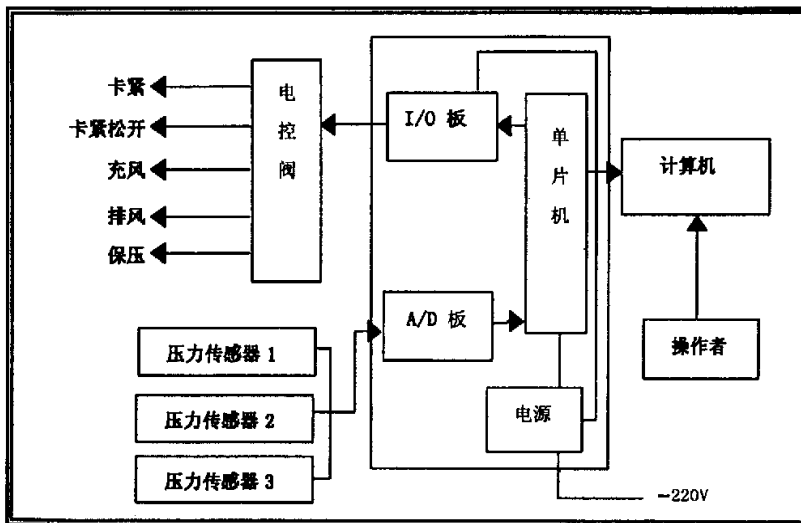 卡紧
卡紧松开
充风
排风
保压
电控阀
I/O 板
单片机
计算机
A/D 板
操作者
压力传感器 1
压力传感器 2
压力传感器 3
电源
~220V